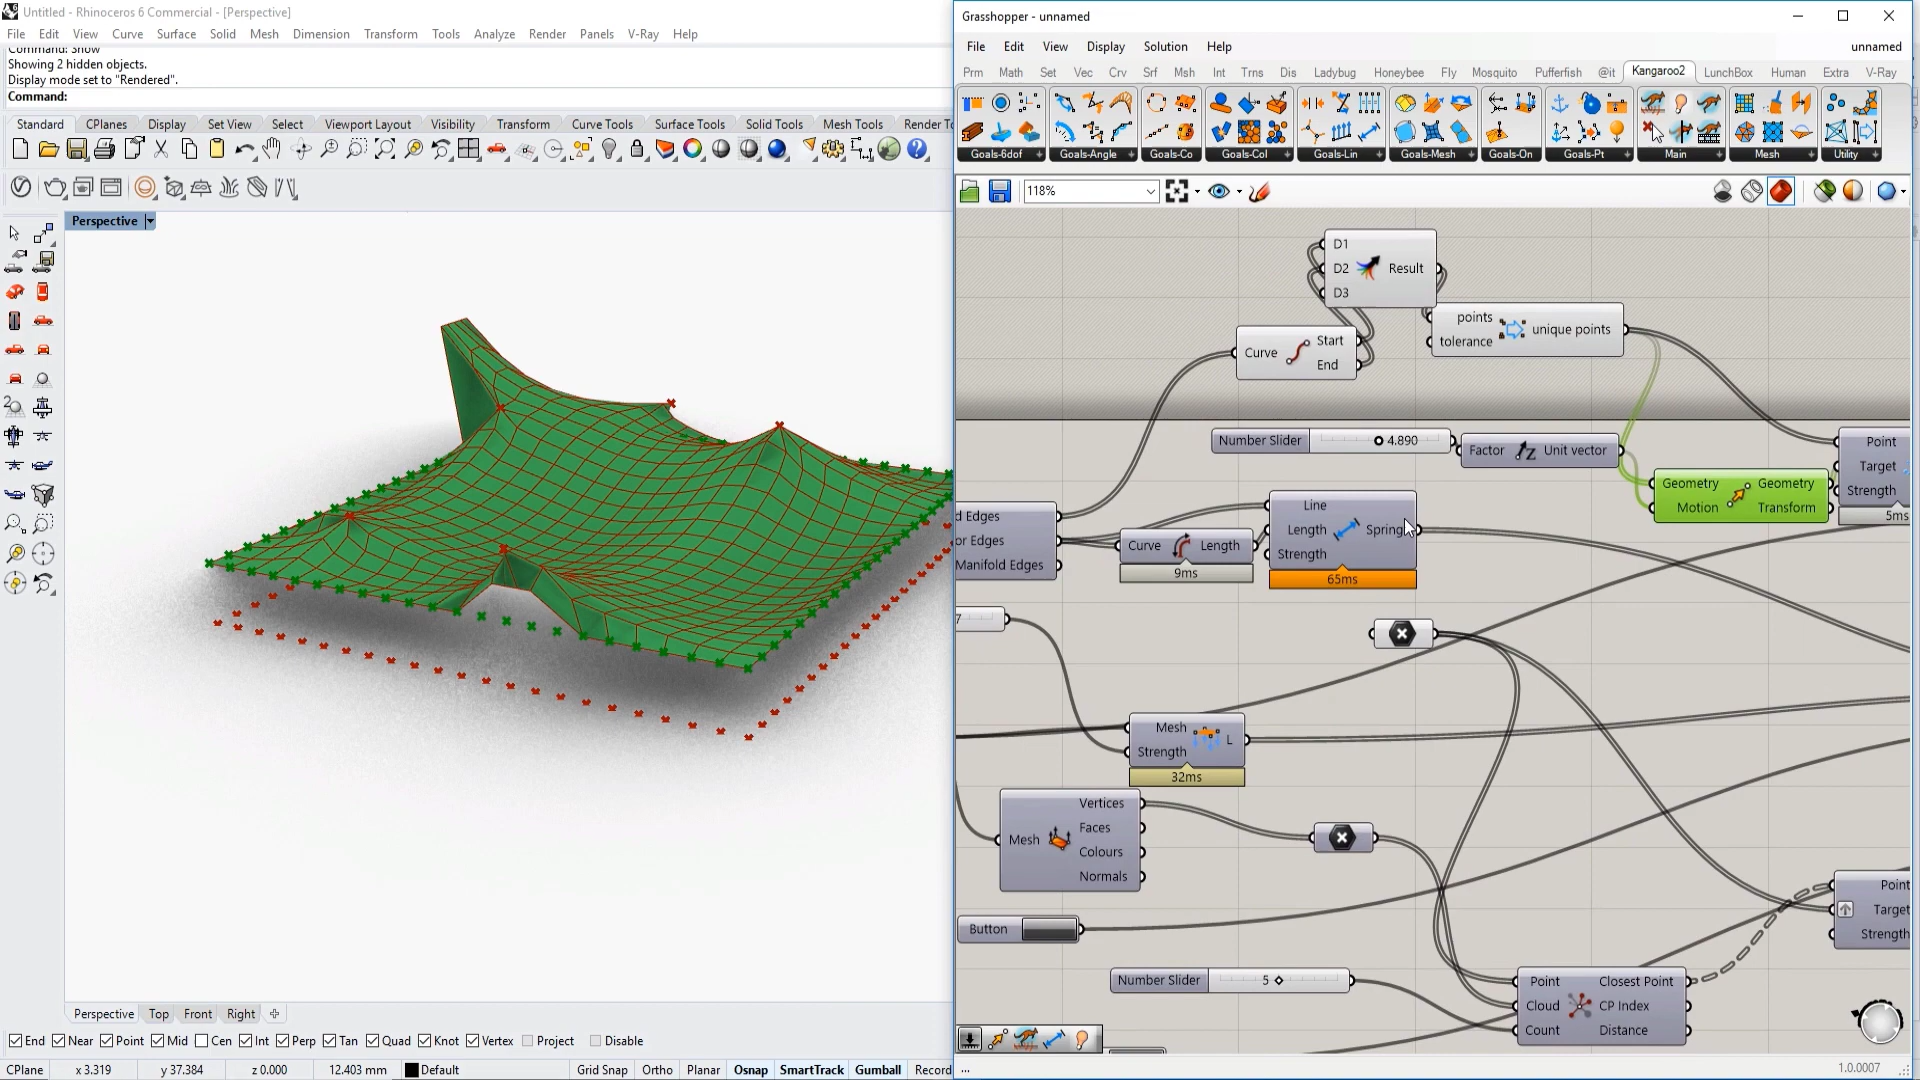 Untitled - Rhinoceros 6 Commercial - [Perspective]
File Edit View Curve Surface Solid Mesh Dimension Transform Tools Analyze Render Panels V-Ray Help
Command: Show
Showing 2 hidden objects.
Display mode set to "Rendered".
Command:
Standard CPlanes Display Set View Select Viewport Layout Visibility Transform Curve Tools Surface Tools Solid Tools Mesh Tools Render To
Perspective
2
Perspective Top Front Right
End Near Point Mid Cen Int Perp Tan Quad Knot Vertex Project Disable
CPlane x 3.319 y 37.384 z 0.000 12.403 mm Default Grid Snap Ortho Planar Osnap SmartTrack Gumball Record
Grasshopper - unnamed
File Edit View Display Solution Help unnamed
Prm Math Set Vec Crv Srf Msh Int Trns Dis Ladybug Honeybee Fly Mosquito Pufferfish @it Kangaroo2 LunchBox Human Extra V-Ray
Goals-6dof Goals-Angle Goals-Co Goals-Col Goals-Lin Goals-Mesh Goals-On Goals-Pt Main Mesh Utility
118%
D1
D2 Result
D3
points
tolerance unique points
Curve Start
End
Number Slider 4.890
Factor Unit vector
Geometry Geometry
Motion Transform
Point
Target
Strength
5ms
d Edges
or Edges
Manifold Edges
Curve Length
9ms
Line
Length Spring
Strength
65ms
7
Mesh
Strength L
32ms
Vertices
Faces
Mesh
Colours
Normals
Button
Number Slider 5
Point Closest Point
Cloud CP Index
Count Distance
Point
Target
Strength
...
1.0.0007